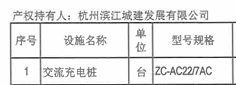 产权持有人：杭州滨江城建发展有限公司
序号 设施名称 单位 型号规格
1 交流充电桩 台 ZC-AC22/7AC